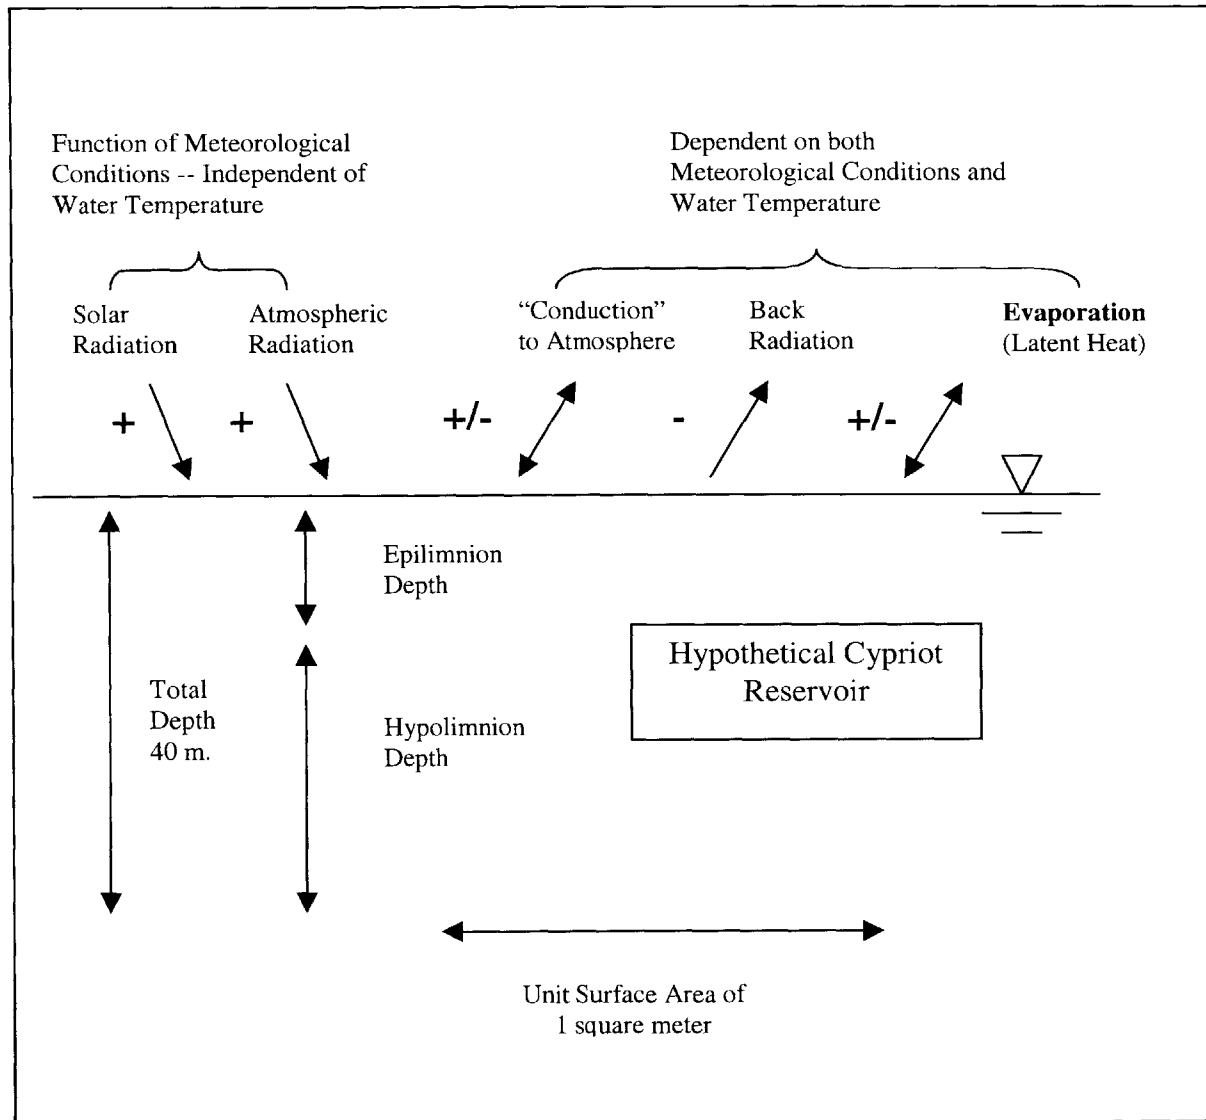 Function of Meteorological
Conditions -- Independent of
Water Temperature
Dependent on both
Meteorological Conditions and
Water Temperature
Solar
Radiation
Atmospheric
Radiation
“Conduction”
to Atmosphere
Back
Radiation
Evaporation
(Latent Heat)
+
+
+/-
-
+/-
Epilimnion
Depth
Hypothetical Cypriot
Reservoir
Total
Depth
40 m.
Hypolimnion
Depth
Unit Surface Area of
1 square meter